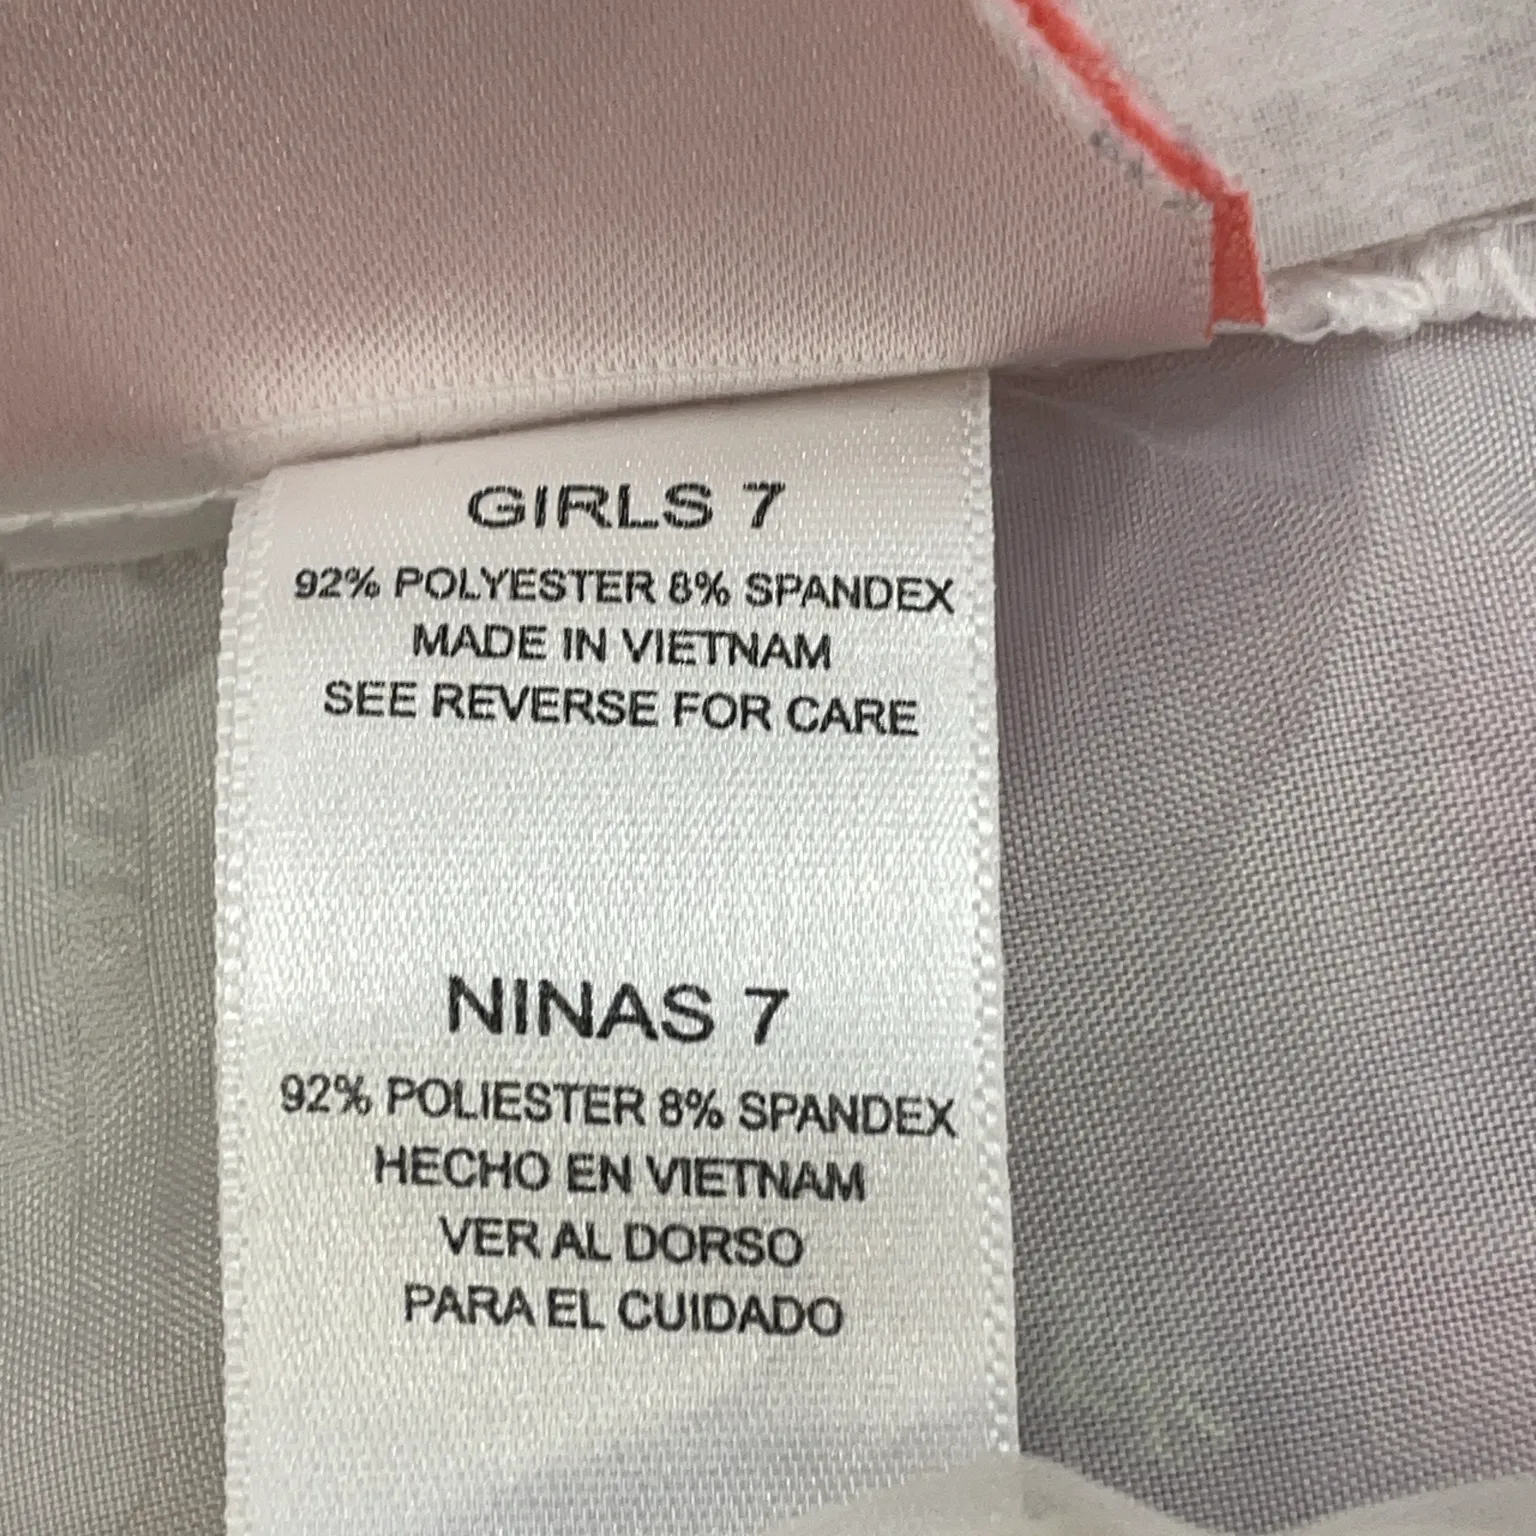 GIRLS 7
92% POLYESTER 8% SPANDEX
MADE IN VIETNAM
SEE REVERSE FOR CARE
NINAS 7
92% POLIESTER 8% SPANDEX
HECHO EN VIETNAM
VER AL DORSO
PARA EL CUIDADO